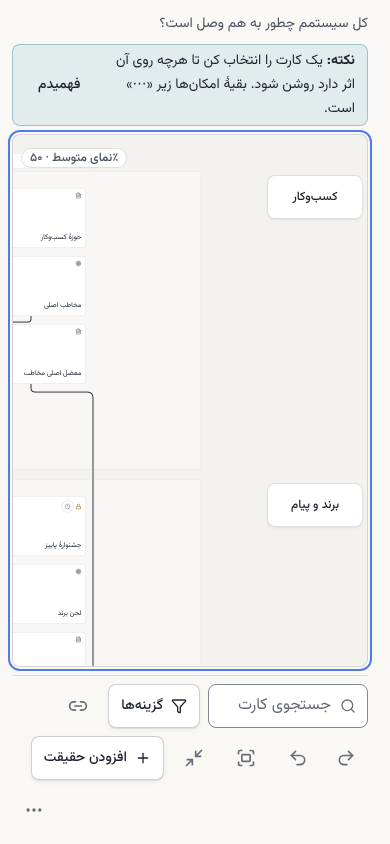 کل سیستمم چطور به هم وصل است؟
نکته: یک کارت را انتخاب کن تا هرچه روی آن
اثر دارد روشن شود. بقیهٔ امکان‌ها زیر «···»
است.
فهمیدم
نمای متوسط · ۵۰٪
کسب‌وکار
حوزهٔ کسب‌وکار
مخاطب اصلی
معضل اصلی مخاطب
برند و پیام
جشنوارهٔ پاییز
لحن برند
جستجوی کارت
گزینه‌ها
افزودن حقیقت